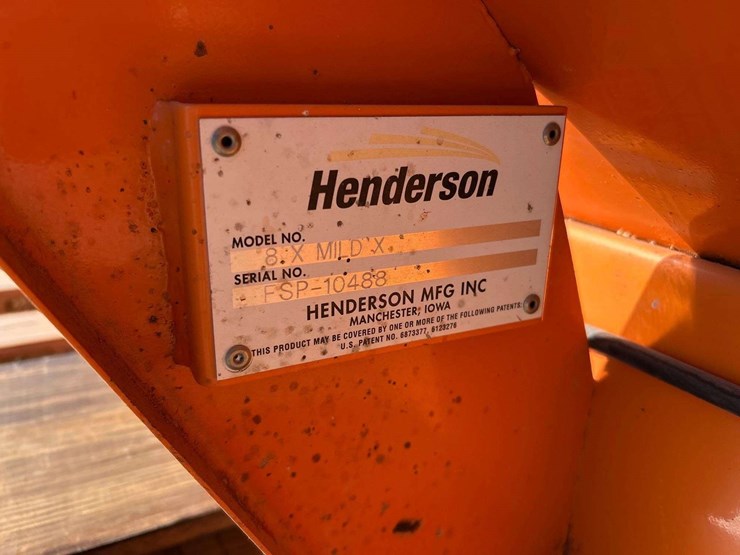 Henderson
MODEL NO.
8 X MILD X
SERIAL NO.
FSP-10488
HENDERSON MFG INC
MANCHESTER, IOWA
THIS PRODUCT MAY BE COVERED BY ONE OR MORE OF THE FOLLOWING PATENTS:
U.S. PATENT NO. 6873377, 6123276